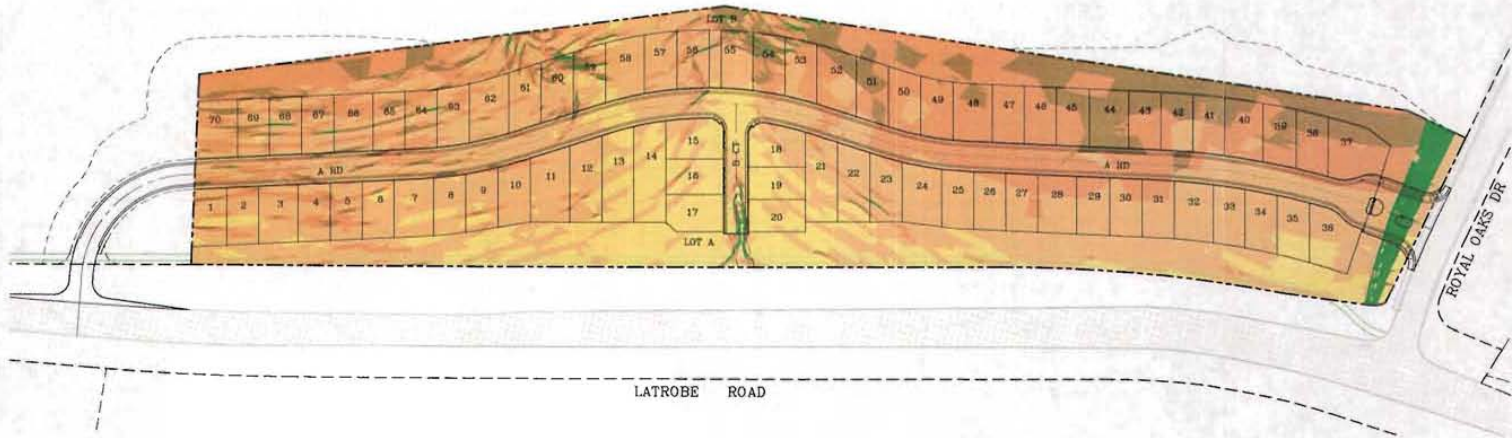 LOT B
70 69 68 67 66 65 64 63 62 61 60 59 58 57 56 55 54 53 52 51 50 49 48 47 46 45 44 43 42 41 40 39 38 37
A RD
A RD
1 2 3 4 5 6 7 8 9 10 11 12 13 14
15 18
16 19
17 20
21 22 23 24 25 26 27 28 29 30 31 32 33 34 35 36
LOT A
ROYAL OAKS DR
LATROBE ROAD